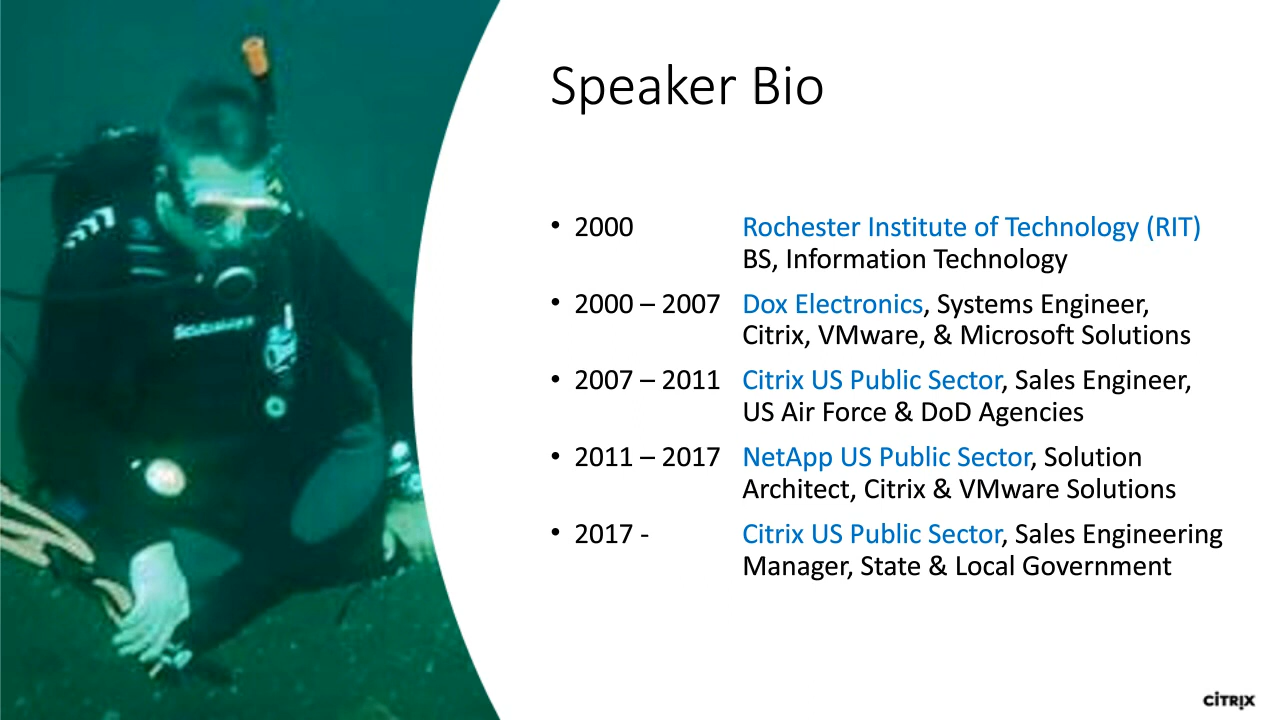 Speaker Bio
• 2000 Rochester Institute of Technology (RIT)
BS, Information Technology
• 2000 – 2007 Dox Electronics, Systems Engineer,
Citrix, VMware, & Microsoft Solutions
• 2007 – 2011 Citrix US Public Sector, Sales Engineer,
US Air Force & DoD Agencies
• 2011 – 2017 NetApp US Public Sector, Solution
Architect, Citrix & VMware Solutions
• 2017 - Citrix US Public Sector, Sales Engineering
Manager, State & Local Government
CITRIX